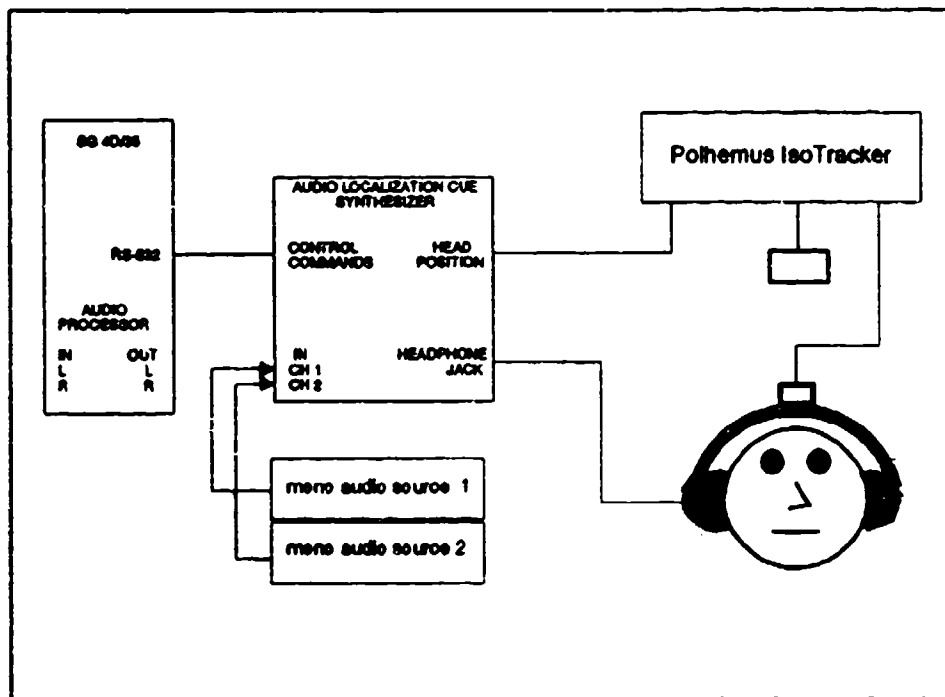 SG 4D/35
RS-232
AUDIO
PROCESSOR
IN OUT
L L
R R
AUDIO LOCALIZATION CUE
SYNTHESIZER
CONTROL
COMMANDS
HEAD
POSITION
IN
CH 1
CH 2
HEADPHONE
JACK
Polhemus IsoTracker
mono audio source 1
mono audio source 2